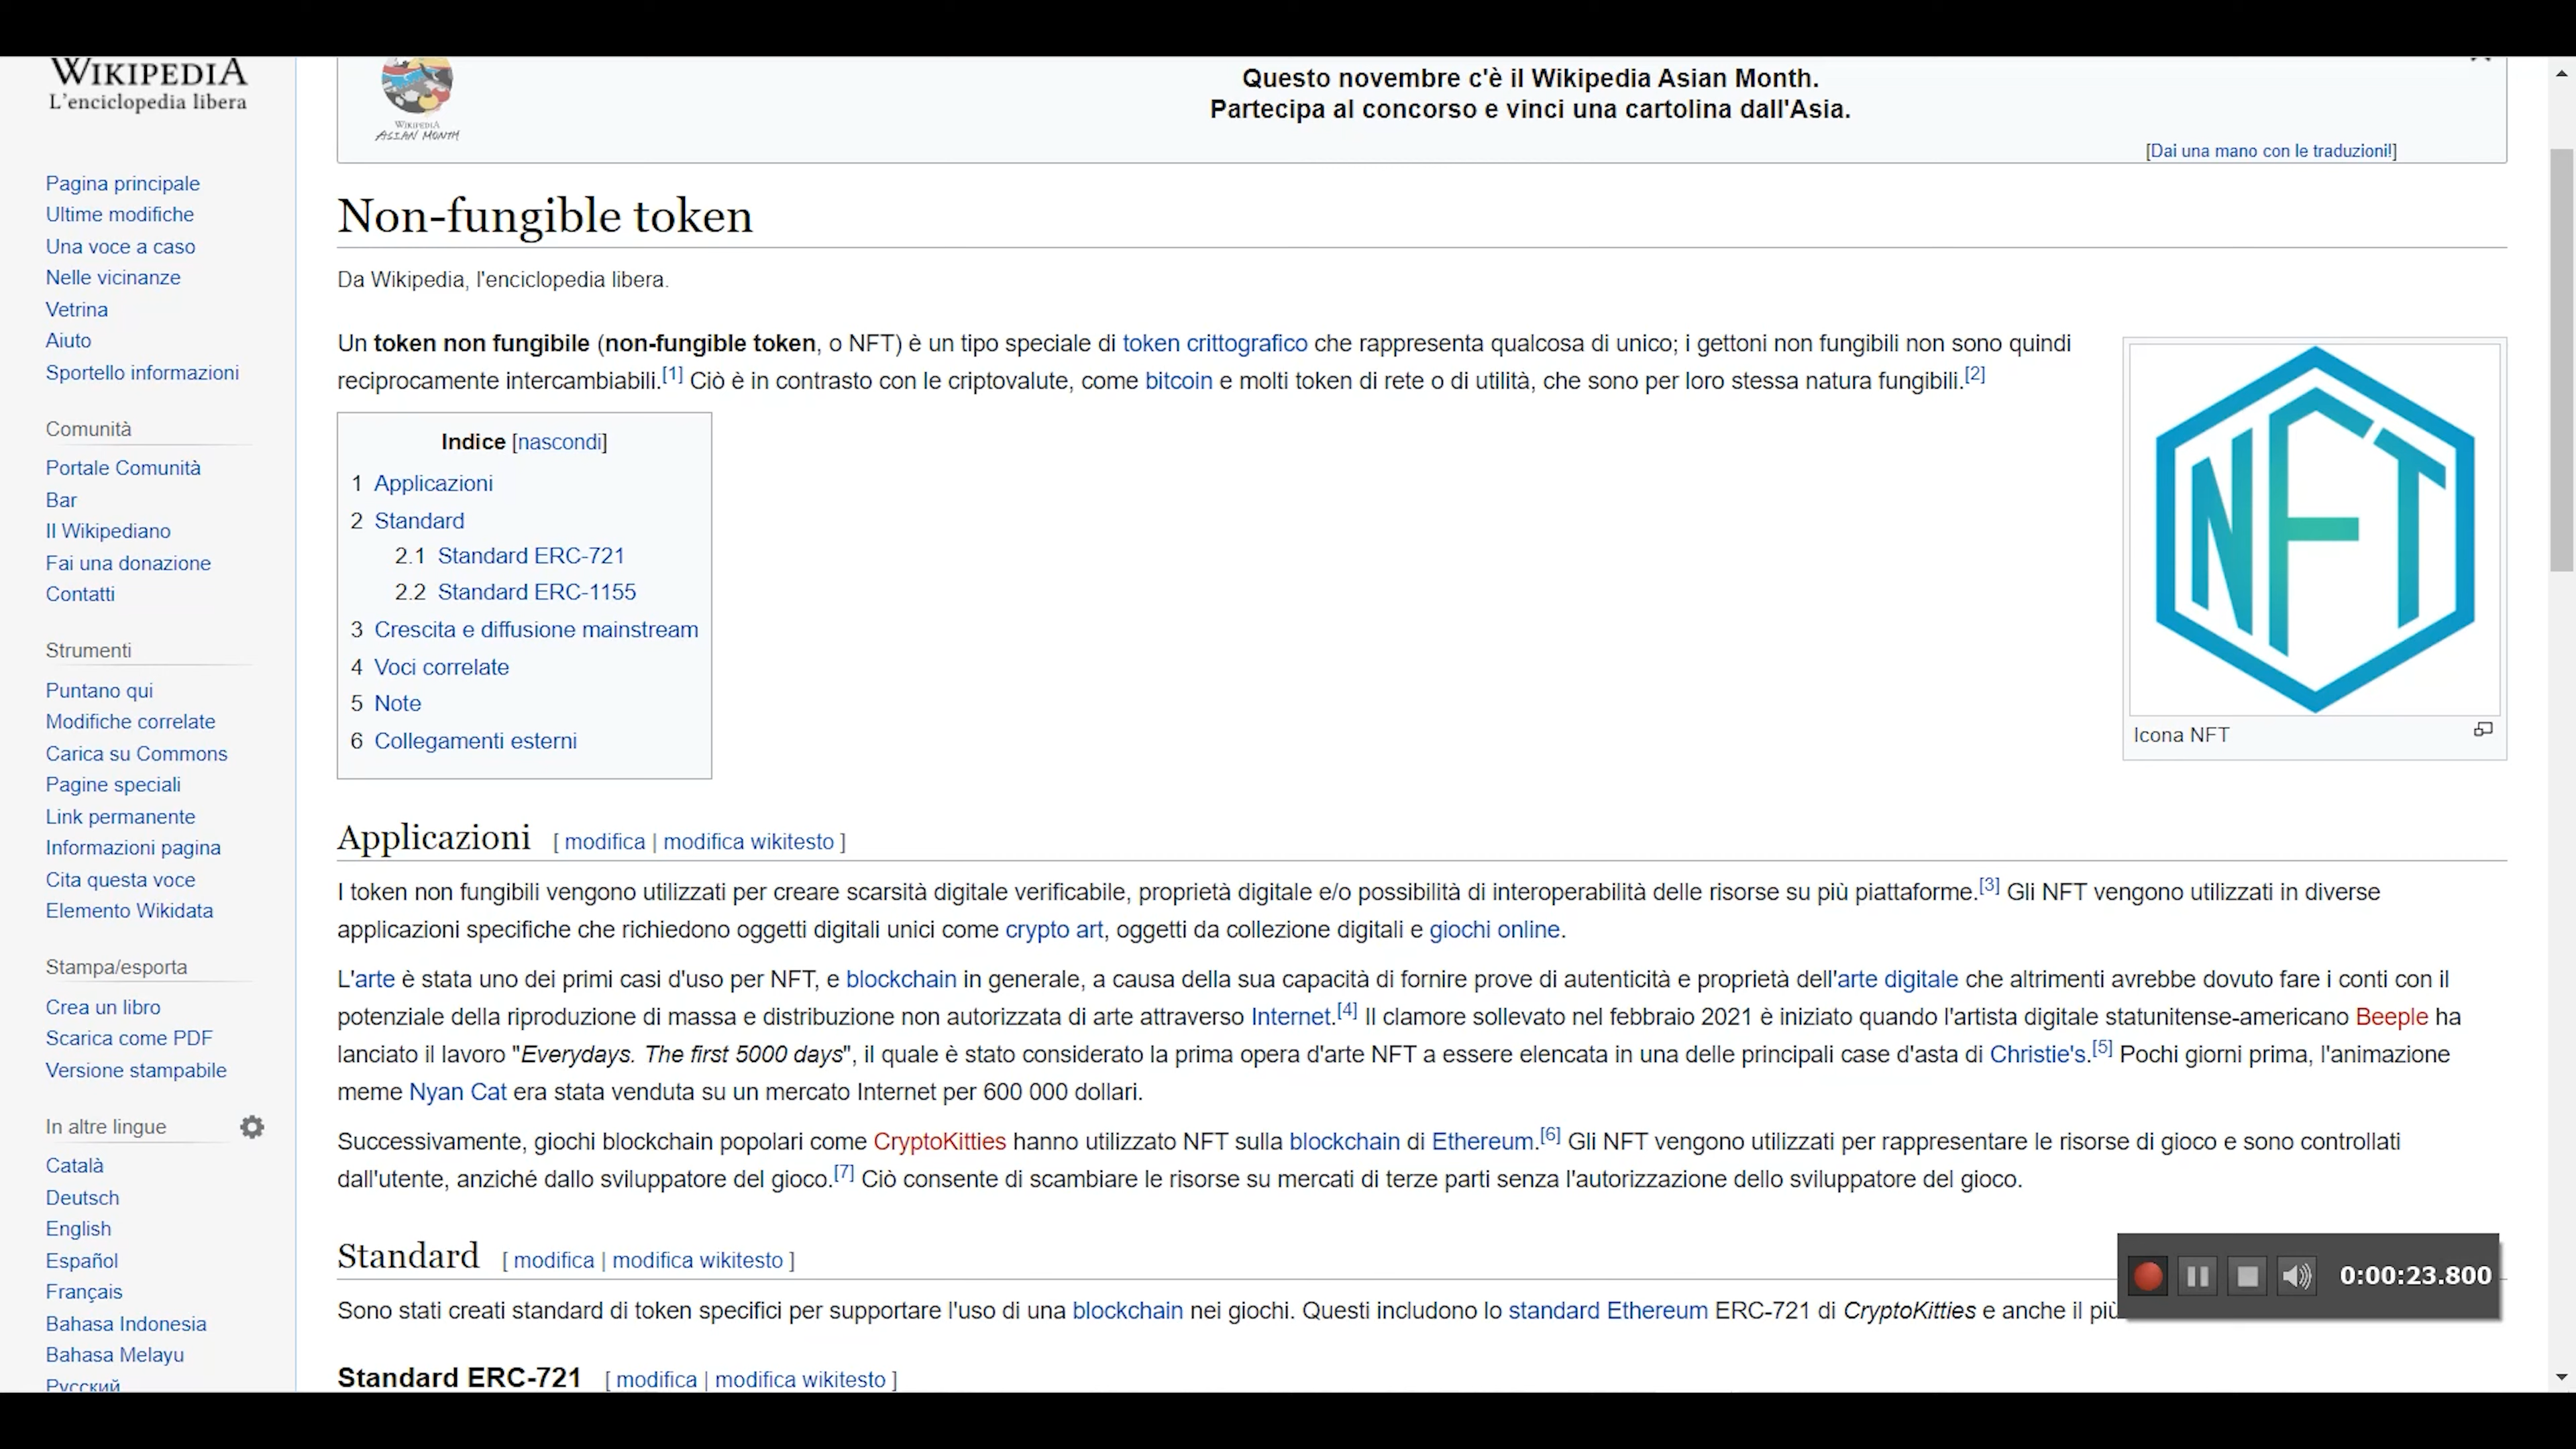 WIKIPEDIA
L'enciclopedia libera
Pagina principale
Ultime modifiche
Una voce a caso
Nelle vicinanze
Vetrina
Aiuto
Sportello informazioni
Comunità
Portale Comunità
Bar
Il Wikipediano
Fai una donazione
Contatti
Strumenti
Puntano qui
Modifiche correlate
Carica su Commons
Pagine speciali
Link permanente
Informazioni pagina
Cita questa voce
Elemento Wikidata
Stampa/esporta
Crea un libro
Scarica come PDF
Versione stampabile
In altre lingue
Català
Deutsch
English
Español
Français
Bahasa Indonesia
Bahasa Melayu
Русский
WIKIPEDIA
ASIAN MONTH
Questo novembre c'è il Wikipedia Asian Month.
Partecipa al concorso e vinci una cartolina dall'Asia.
[Dai una mano con le traduzioni!]
Non-fungible token
Da Wikipedia, l'enciclopedia libera.
Un token non fungibile (non-fungible token, o NFT) è un tipo speciale di token crittografico che rappresenta qualcosa di unico; i gettoni non fungibili non sono quindi
reciprocamente intercambiabili.[1] Ciò è in contrasto con le criptovalute, come bitcoin e molti token di rete o di utilità, che sono per loro stessa natura fungibili.[2]
NFT
Icona NFT
Indice [nascondi]
1 Applicazioni
2 Standard
2.1 Standard ERC-721
2.2 Standard ERC-1155
3 Crescita e diffusione mainstream
4 Voci correlate
5 Note
6 Collegamenti esterni
Applicazioni [ modifica | modifica wikitesto ]
I token non fungibili vengono utilizzati per creare scarsità digitale verificabile, proprietà digitale e/o possibilità di interoperabilità delle risorse su più piattaforme.[3] Gli NFT vengono utilizzati in diverse
applicazioni specifiche che richiedono oggetti digitali unici come crypto art, oggetti da collezione digitali e giochi online.
L'arte è stata uno dei primi casi d'uso per NFT, e blockchain in generale, a causa della sua capacità di fornire prove di autenticità e proprietà dell'arte digitale che altrimenti avrebbe dovuto fare i conti con il
potenziale della riproduzione di massa e distribuzione non autorizzata di arte attraverso Internet.[4] Il clamore sollevato nel febbraio 2021 è iniziato quando l'artista digitale statunitense-americano Beeple ha
lanciato il lavoro "Everydays. The first 5000 days", il quale è stato considerato la prima opera d'arte NFT a essere elencata in una delle principali case d'asta di Christie's.[5] Pochi giorni prima, l'animazione
meme Nyan Cat era stata venduta su un mercato Internet per 600 000 dollari.
Successivamente, giochi blockchain popolari come CryptoKitties hanno utilizzato NFT sulla blockchain di Ethereum.[6] Gli NFT vengono utilizzati per rappresentare le risorse di gioco e sono controllati
dall'utente, anziché dallo sviluppatore del gioco.[7] Ciò consente di scambiare le risorse su mercati di terze parti senza l'autorizzazione dello sviluppatore del gioco.
Standard [ modifica | modifica wikitesto ]
Sono stati creati standard di token specifici per supportare l'uso di una blockchain nei giochi. Questi includono lo standard Ethereum ERC-721 di CryptoKitties e anche il più
0:00:23.800
Standard ERC-721 [ modifica | modifica wikitesto ]